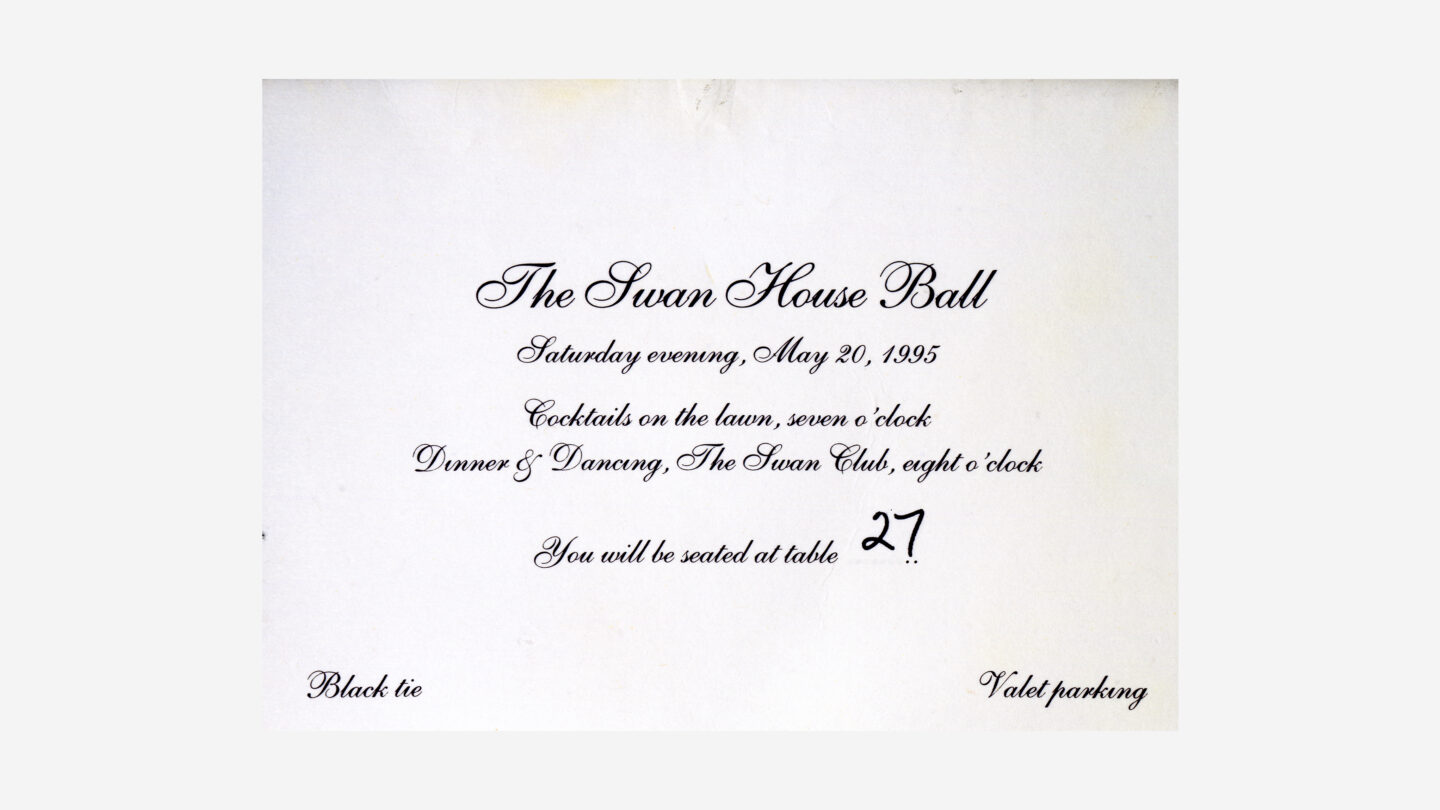 The Swan House Ball
Saturday evening, May 20, 1995
Cocktails on the lawn, seven o'clock
Dinner & Dancing, The Swan Club, eight o'clock
You will be seated at table 27
Black tie
Valet parking